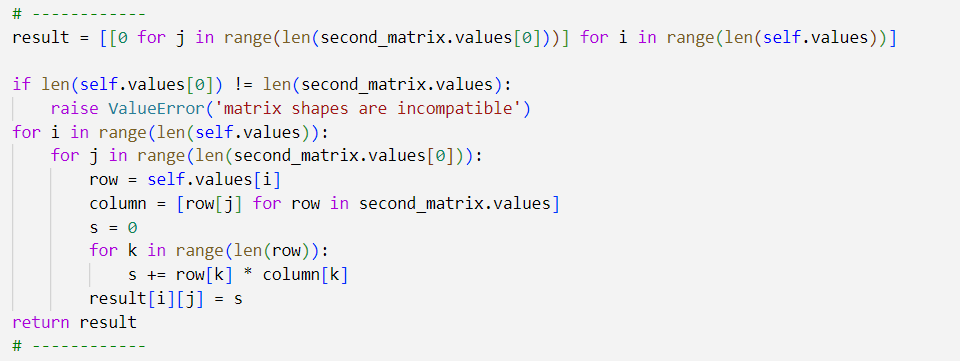 # ------------
result = [[0 for j in range(len(second_matrix.values[0]))] for i in range(len(self.values))]

if len(self.values[0]) != len(second_matrix.values):
    raise ValueError('matrix shapes are incompatible')
for i in range(len(self.values)):
    for j in range(len(second_matrix.values[0])):
        row = self.values[i]
        column = [row[j] for row in second_matrix.values]
        s = 0
        for k in range(len(row)):
            s += row[k] * column[k]
        result[i][j] = s
return result
# ------------